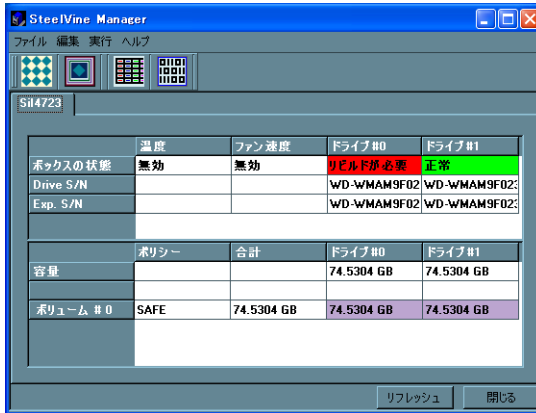 SteelVine Manager
ファイル 編集 実行 ヘルプ
Sil4723
温度 ファン速度 ドライブ#0 ドライブ#1
ボックスの状態 無効 無効 リビルドが必要 正常
Drive S/N WD-WMAM9F02 WD-WMAM9F02
Exp. S/N WD-WMAM9F02 WD-WMAM9F02
ポリシー 合計 ドライブ#0 ドライブ#1
容量 74.5304 GB 74.5304 GB
ボリューム #0 SAFE 74.5304 GB 74.5304 GB 74.5304 GB
リフレッシュ 閉じる